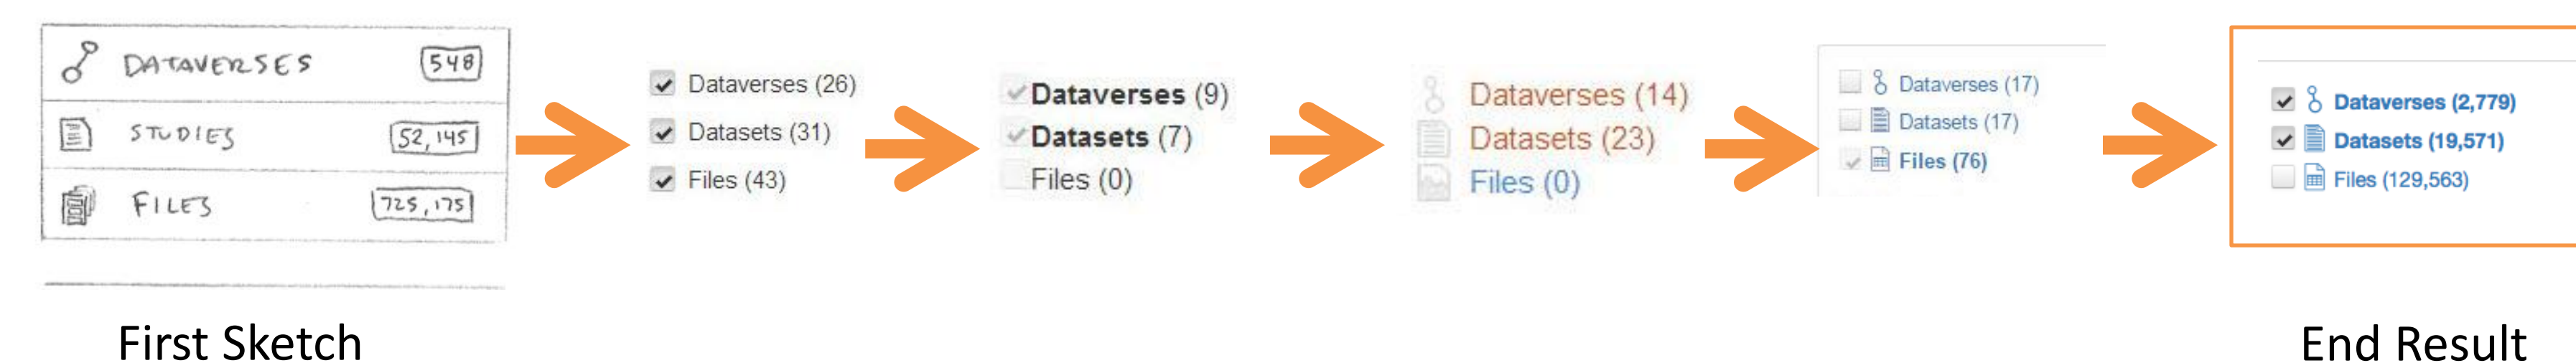 DATAVERSES 548
STUDIES 52,145
FILES 725,175
Dataverses (26)
Datasets (31)
Files (43)
Dataverses (9)
Datasets (7)
Files (0)
Dataverses (14)
Datasets (23)
Files (0)
Dataverses (17)
Datasets (17)
Files (76)
Dataverses (2,779)
Datasets (19,571)
Files (129,563)
First Sketch
End Result